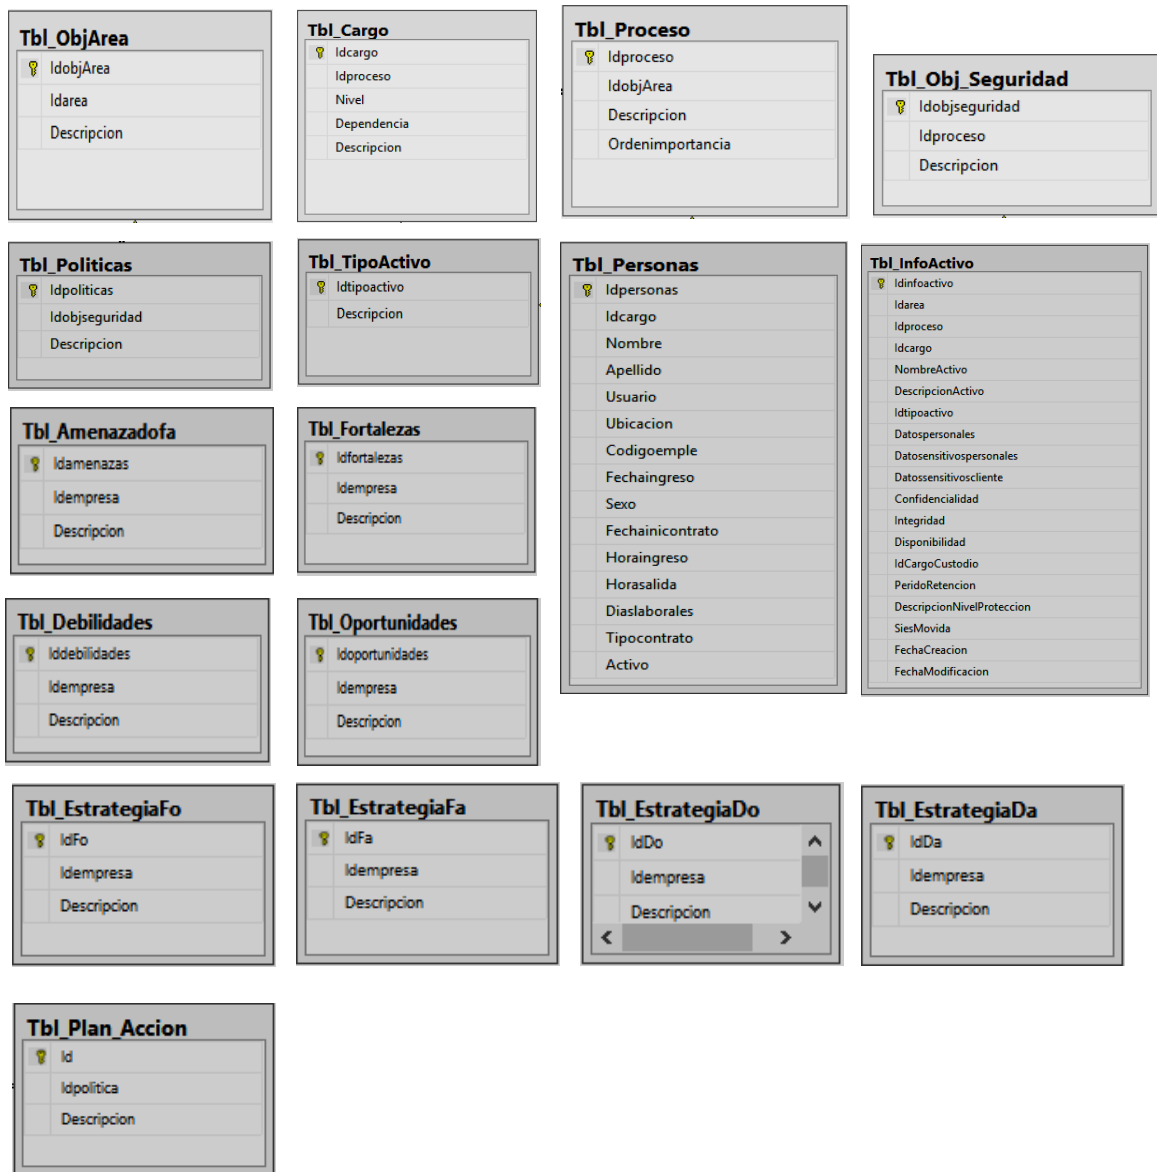 Tbl_ObjArea
IdobjArea
Idarea
Descripcion
Tbl_Cargo
Idcargo
Idproceso
Nivel
Dependencia
Descripcion
Tbl_Proceso
Idproceso
IdobjArea
Descripcion
Ordenimportancia
Tbl_Obj_Seguridad
Idobjseguridad
Idproceso
Descripcion
Tbl_Politicas
Idpoliticas
Idobjseguridad
Descripcion
Tbl_TipoActivo
Idtipoactivo
Descripcion
Tbl_Personas
Idpersonas
Idcargo
Nombre
Apellido
Usuario
Ubicacion
Codigoemple
Fechaingreso
Sexo
Fechainicontrato
Horaingreso
Horasalida
Diaslaborales
Tipocontrato
Activo
Tbl_InfoActivo
Idinfoactivo
Idarea
Idproceso
Idcargo
NombreActivo
DescripcionActivo
Idtipoactivo
Datospersonales
Datosensitivospersonales
Datossensitivoscliente
Confidencialidad
Integridad
Disponibilidad
IdCargoCustodio
PeridoRetencion
DescripcionNivelProteccion
SiesMovida
FechaCreacion
FechaModificacion
Tbl_Amenazadofa
Idamenazas
Idempresa
Descripcion
Tbl_Fortalezas
Idfortalezas
Idempresa
Descripcion
Tbl_Debilidades
Iddebilidades
Idempresa
Descripcion
Tbl_Oportunidades
Idoportunidades
Idempresa
Descripcion
Tbl_EstrategiaFo
IdFo
Idempresa
Descripcion
Tbl_EstrategiaFa
IdFa
Idempresa
Descripcion
Tbl_EstrategiaDo
IdDo
Idempresa
Descripcion
Tbl_EstrategiaDa
IdDa
Idempresa
Descripcion
Tbl_Plan_Accion
Id
Idpolitica
Descripcion